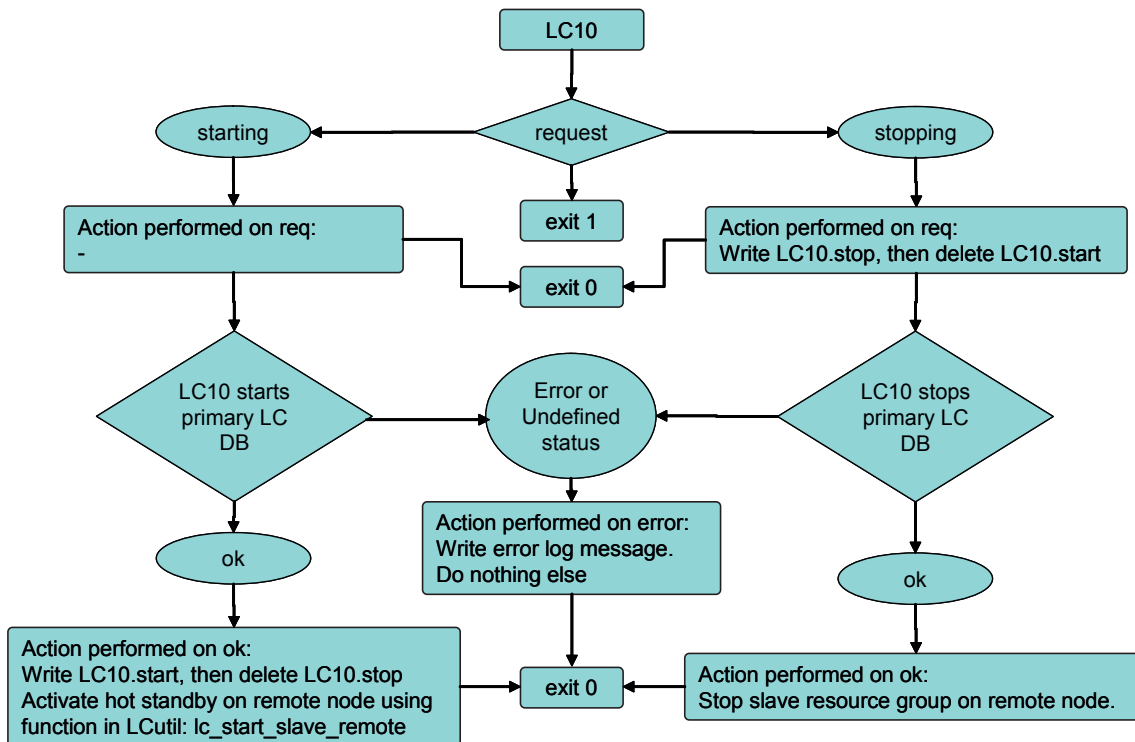 LC10
starting
request
stopping
Action performed on req:
-
exit 1
Action performed on req:
Write LC10.stop, then delete LC10.start
exit 0
LC10 starts
primary LC
DB
Error or
Undefined
status
LC10 stops
primary LC
DB
Action performed on error:
Write error log message.
Do nothing else
ok
ok
Action performed on ok:
Write LC10.start, then delete LC10.stop
Activate hot standby on remote node using
function in LCutil: lc_start_slave_remote
exit 0
Action performed on ok:
Stop slave resource group on remote node.